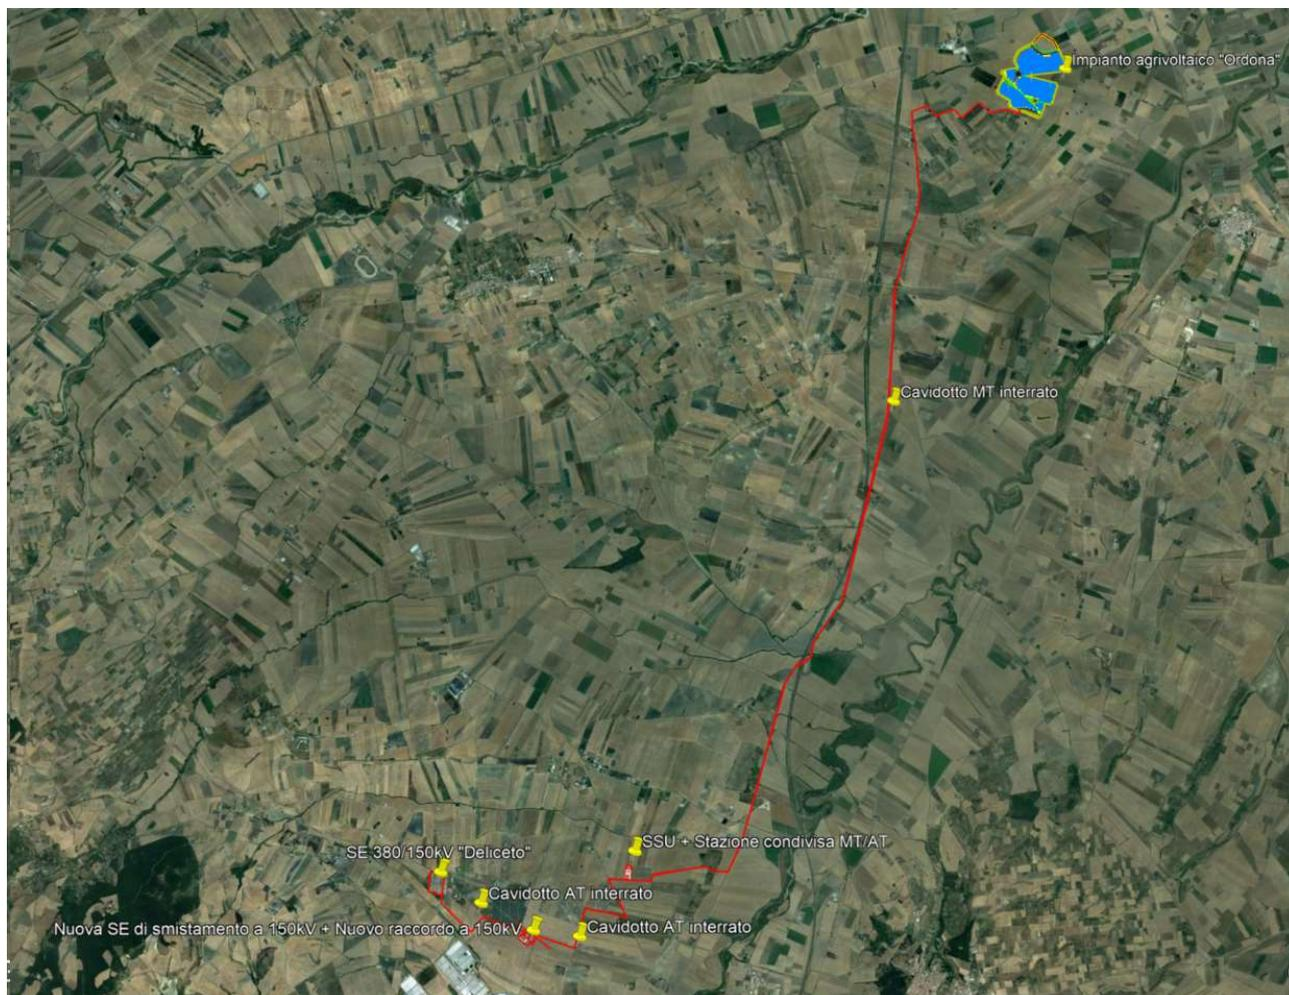 Impianto agrivoltaico "Ordona"
Cavidotto MT interrato
SSU + Stazione condivisa MT/AT
SE 380/150kV "Deliceto"
Cavidotto AT interrato
Nuova SE di smistamento a 150kV + Nuovo raccordo a 150kV
Cavidotto AT interrato